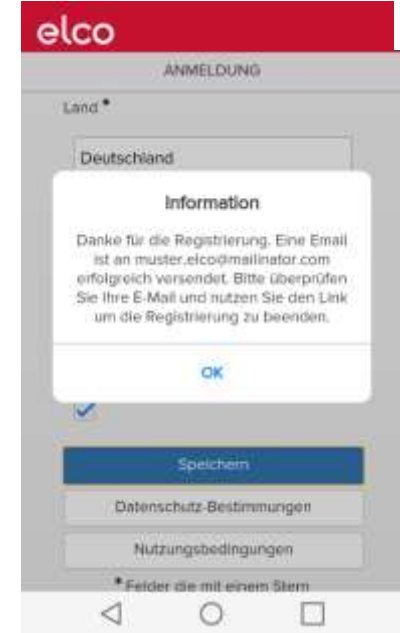 elco
ANMELDUNG
Land *
Deutschland
Information
Danke für die Registrierung. Eine Email
ist an muster.elco@mailinator.com
erfolgreich versendet. Bitte überprüfen
Sie Ihre E-Mail und nutzen Sie den Link
um die Registrierung zu beenden.
OK
Speichern
Datenschutz-Bestimmungen
Nutzungsbedingungen
* Felder die mit einem Stern